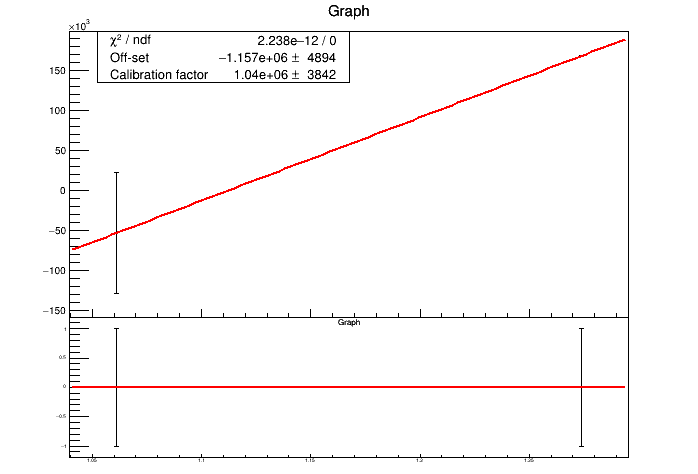 Graph
×10³
χ² / ndf 2.238e−12 / 0
Off-set −1.157e+06 ± 4894
Calibration factor 1.04e+06 ± 3842
150
100
50
0
−50
−100
−150
Graph
1
0.5
0
−0.5
−1
1.05 1.1 1.15 1.2 1.25